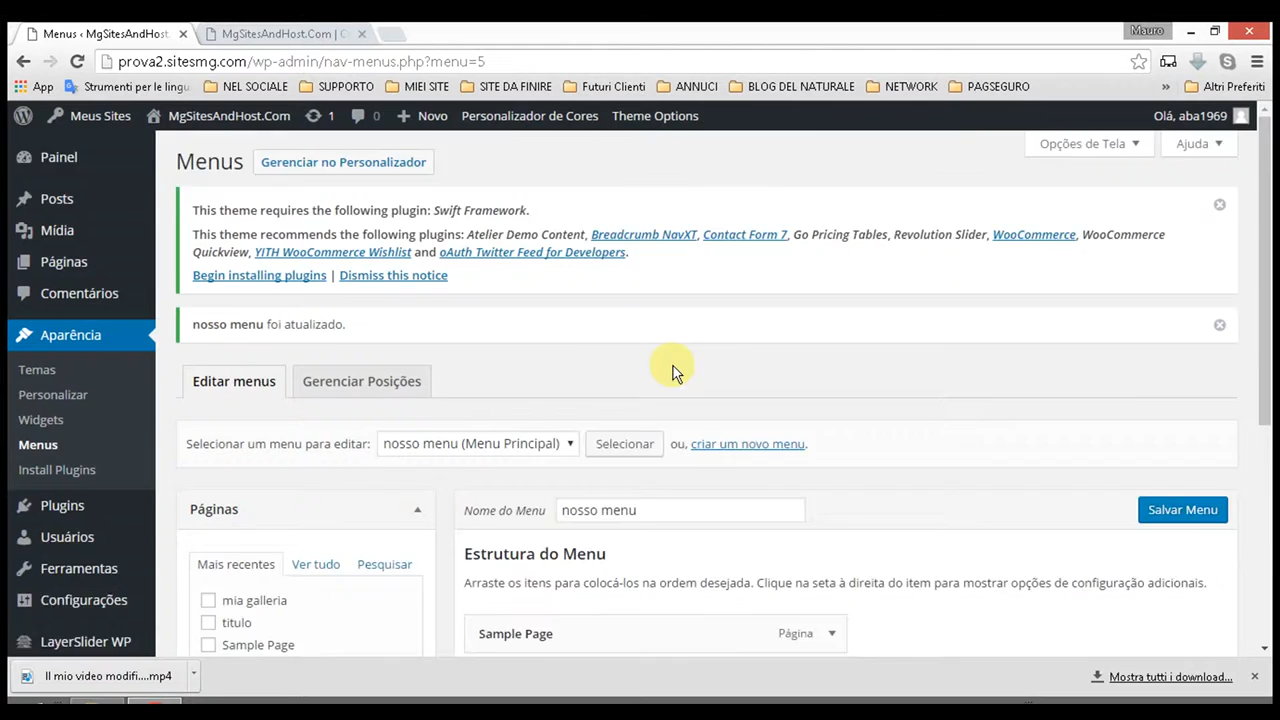 Menus ‹ MgSitesAndHost.
MgSitesAndHost.Com |
Mauro
prova2.sitesmg.com/wp-admin/nav-menus.php?menu=5
App
Strumenti per le lingu
NEL SOCIALE
SUPPORTO
MIEI SITE
SITE DA FINIRE
Futuri Clienti
ANNUCI
BLOG DEL NATURALE
NETWORK
PAGSEGURO
»
Altri Preferiti
Meus Sites
MgSitesAndHost.Com
1
0
+ Novo
Personalizador de Cores
Theme Options
Olá, aba1969
Painel
Posts
Mídia
Páginas
Comentários
Aparência
Temas
Personalizar
Widgets
Menus
Install Plugins
Plugins
Usuários
Ferramentas
Configurações
LayerSlider WP
Opções de Tela
Ajuda
Menus
Gerenciar no Personalizador
This theme requires the following plugin: Swift Framework.
This theme recommends the following plugins: Atelier Demo Content, Breadcrumb NavXT, Contact Form 7, Go Pricing Tables, Revolution Slider, WooCommerce, WooCommerce
Quickview, YITH WooCommerce Wishlist and oAuth Twitter Feed for Developers.
Begin installing plugins | Dismiss this notice
nosso menu foi atualizado.
Editar menus
Gerenciar Posições
Selecionar um menu para editar: nosso menu (Menu Principal) Selecionar ou, criar um novo menu.
Páginas
Mais recentes
Ver tudo
Pesquisar
mia galleria
titulo
Sample Page
Nome do Menu nosso menu Salvar Menu
Estrutura do Menu
Arraste os itens para colocá-los na ordem desejada. Clique na seta à direita do item para mostrar opções de configuração adicionais.
Sample Page Página
Il mio video modifi....mp4
Mostra tutti i download...